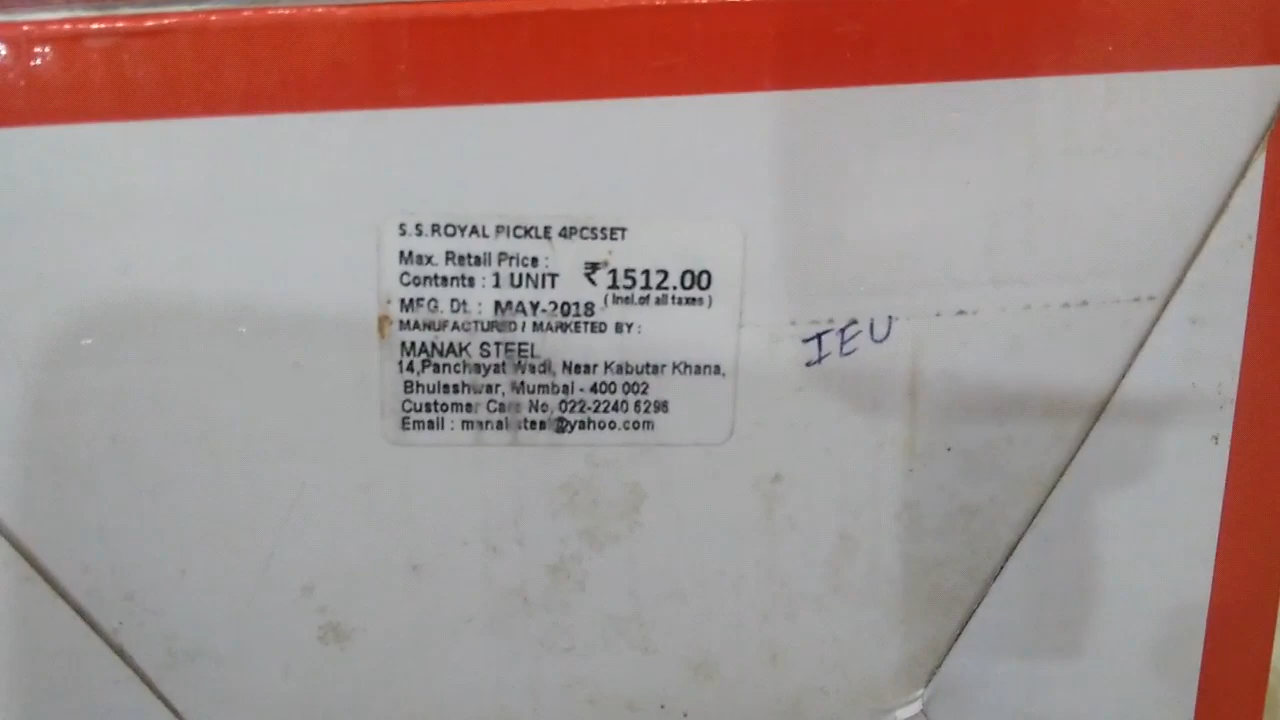 S.S.ROYAL PICKLE 4PCSSET
Max. Retail Price :
Contents : 1 UNIT ₹1512.00
(Incl.of all taxes)
MFG. Dt. : MAY-2018
MANUFACTURED / MARKETED BY :
MANAK STEEL
14,Panchayat Wadi, Near Kabutar Khana,
Bhuleshwar, Mumbai - 400 002
Customer Care No. 022-2240 6296
Email : manaksteel@yahoo.com
IEU